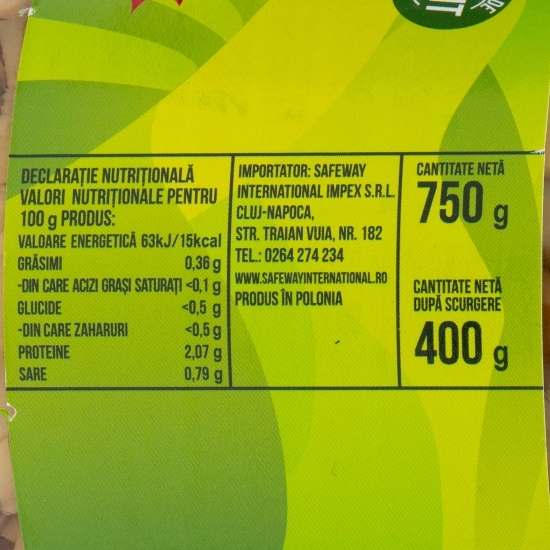 DECLARAȚIE NUTRIȚIONALĂ
VALORI NUTRIȚIONALE PENTRU
100 g PRODUS:
VALOARE ENERGETICĂ 63kJ/15kcal
GRĂSIMI 0,36 g
-DIN CARE ACIZI GRAȘI SATURAȚI <0,1 g
GLUCIDE <0,5 g
-DIN CARE ZAHARURI <0,5 g
PROTEINE 2,07 g
SARE 0,79 g
IMPORTATOR: SAFEWAY
INTERNATIONAL IMPEX S.R.L.
CLUJ-NAPOCA,
STR. TRAIAN VUIA, NR. 182
TEL.: 0264 274 234
WWW.SAFEWAYINTERNATIONAL.RO
PRODUS ÎN POLONIA
CANTITATE NETĂ
750 g
CANTITATE NETĂ
DUPĂ SCURGERE
400 g